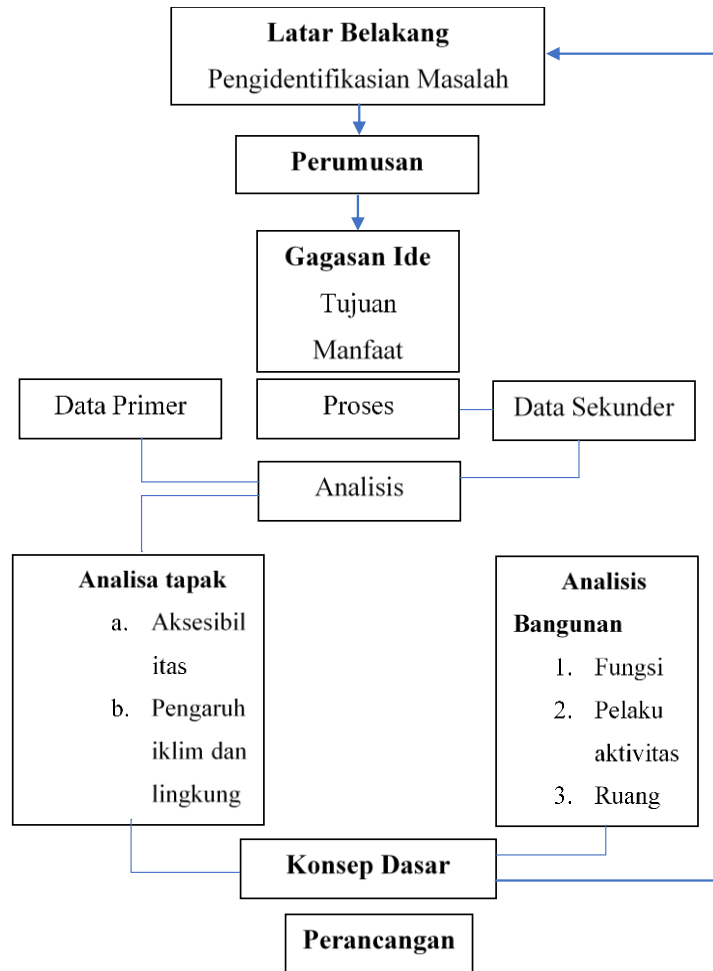 Latar Belakang
Pengidentifikasian Masalah
Perumusan
Gagasan Ide
Tujuan
Manfaat
Data Primer
Proses
Data Sekunder
Analisis
Analisa tapak
a. Aksesibil
itas
b. Pengaruh
iklim dan
lingkung
Analisis
Bangunan
1. Fungsi
2. Pelaku
aktivitas
3. Ruang
Konsep Dasar
Perancangan